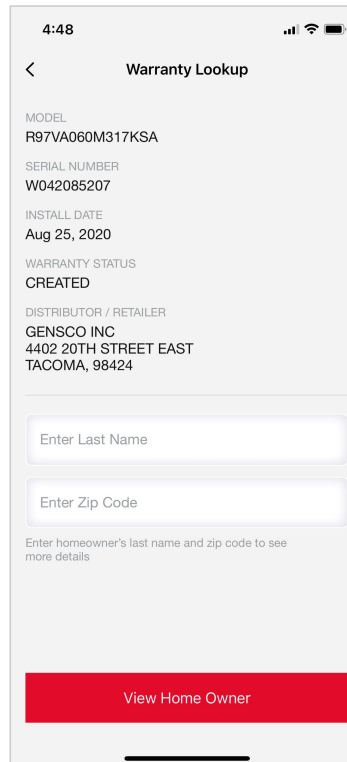 4:48
Warranty Lookup
MODEL
R97VA060M317KSA
SERIAL NUMBER
W042085207
INSTALL DATE
Aug 25, 2020
WARRANTY STATUS
CREATED
DISTRIBUTOR / RETAILER
GENSCO INC
4402 20TH STREET EAST
TACOMA, 98424
Enter Last Name
Enter Zip Code
Enter homeowner's last name and zip code to see
more details
View Home Owner